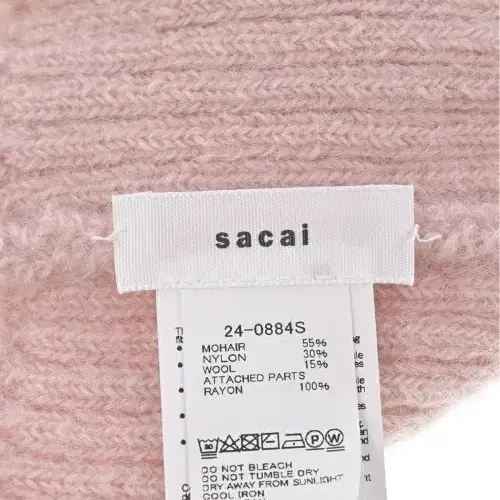 sacai
24-0884S
MOHAIR 55%
NYLON 30%
WOOL 15%
ATTACHED PARTS
RAYON 100%
P W
DO NOT BLEACH
DO NOT TUMBLE DRY
DRY AWAY FROM SUNLIGHT
COOL IRON